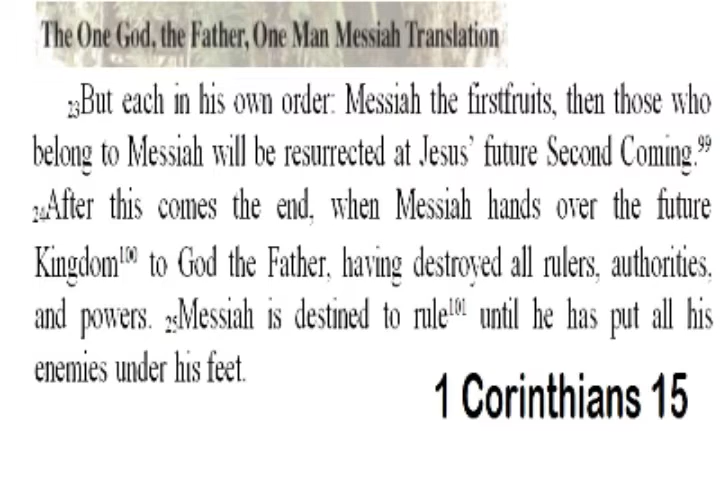 The One God, the Father, One Man Messiah Translation
23But each in his own order: Messiah the firstfruits, then those who
belong to Messiah will be resurrected at Jesus' future Second Coming.99
24After this comes the end, when Messiah hands over the future
Kingdom100 to God the Father, having destroyed all rulers, authorities,
and powers. 25Messiah is destined to rule101 until he has put all his
enemies under his feet.
1 Corinthians 15